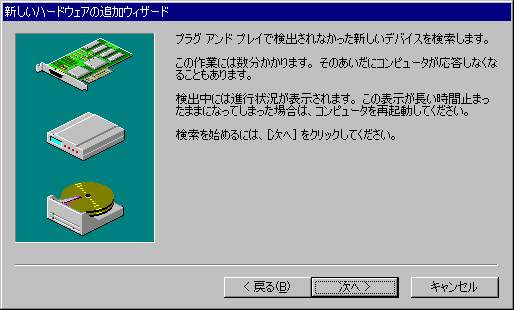 新しいハードウェアの追加ウィザード
プラグ アンド プレイで検出されなかった新しいデバイスを検索します。
この作業には数分かかります。そのあいだにコンピュータが応答しなくな
ることもあります。
検出中には進行状況が表示されます。この表示が長い時間止まっ
たままになってしまった場合は、コンピュータを再起動してください。
検索を始めるには、[次へ] をクリックしてください。
< 戻る(B)
次へ >
キャンセル